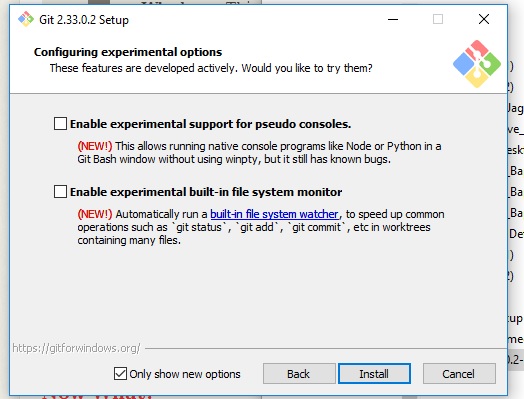 Git 2.33.0.2 Setup
Configuring experimental options
These features are developed actively. Would you like to try them?
Enable experimental support for pseudo consoles.
(NEW!) This allows running native console programs like Node or Python in a
Git Bash window without using winpty, but it still has known bugs.
Enable experimental built-in file system monitor
(NEW!) Automatically run a built-in file system watcher, to speed up common
operations such as `git status`, `git add`, `git commit`, etc in worktrees
containing many files.
https://gitforwindows.org/
Only show new options
Back
Install
Cancel